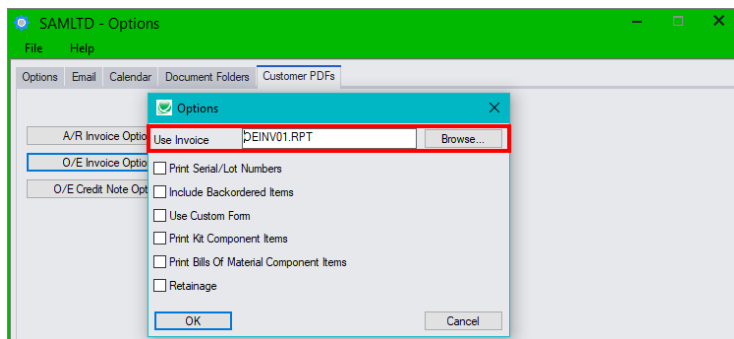 SAMLTD - Options
File Help
Options Email Calendar Document Folders Customer PDFs
Options
A/R Invoice Optio
Use Invoice OEINV01.RPT Browse...
O/E Invoice Optio
Print Serial/Lot Numbers
O/E Credit Note Opt
Include Backordered Items
Use Custom Form
Print Kit Component Items
Print Bills Of Material Component Items
Retainage
OK Cancel